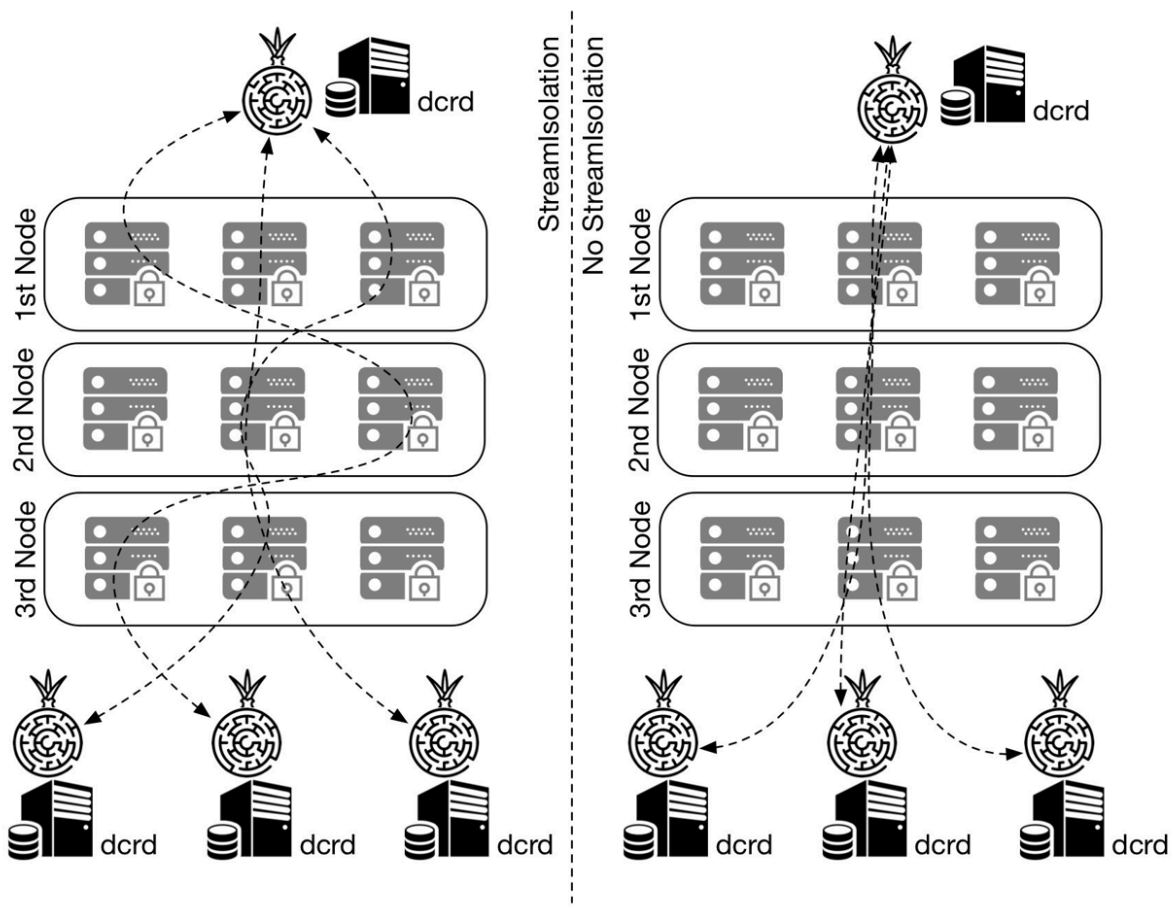 dcrd
StreamIsolation
No StreamIsolation
dcrd
1st Node
2nd Node
3rd Node
1st Node
2nd Node
3rd Node
dcrd
dcrd
dcrd
dcrd
dcrd
dcrd